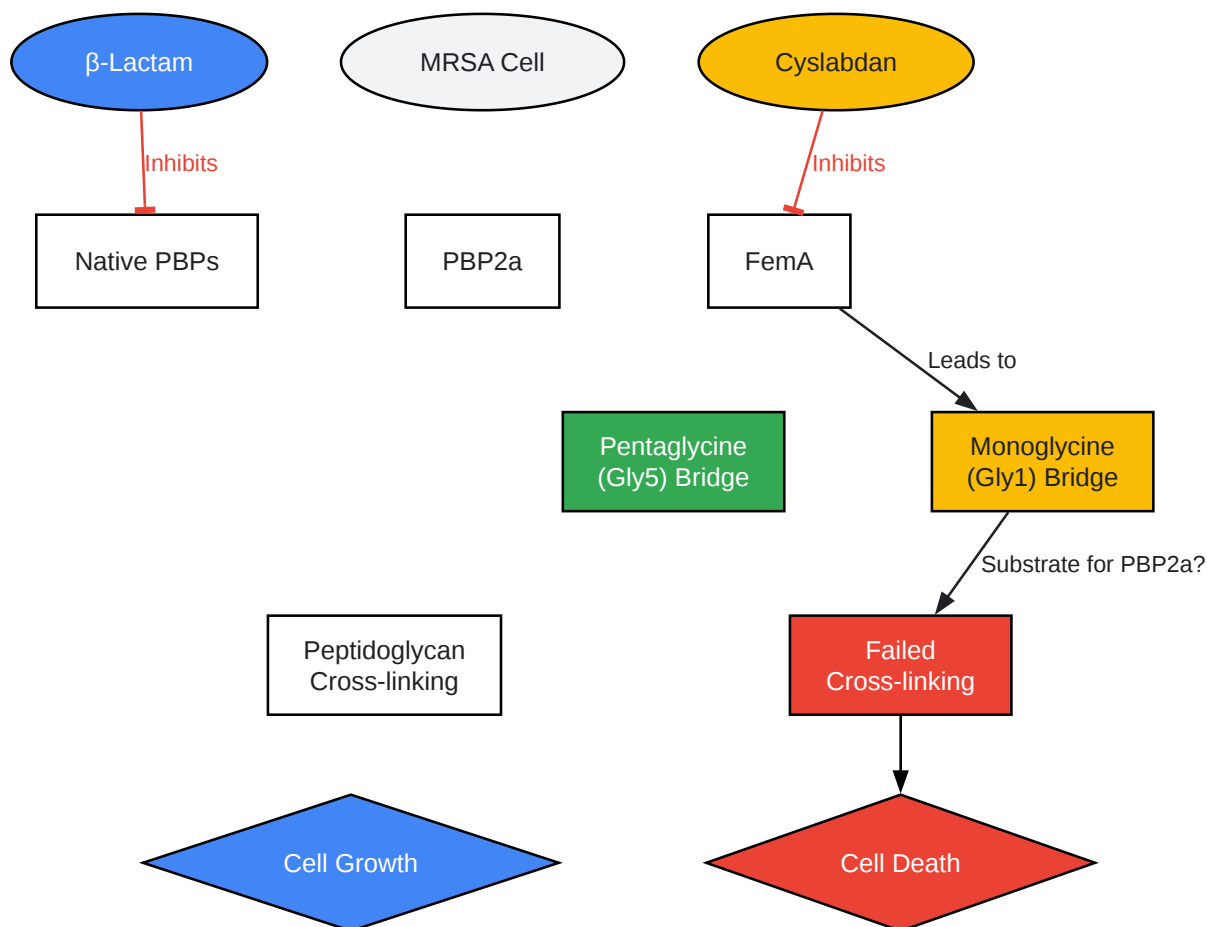 β-Lactam
MRSA Cell
Cyslabdan
Inhibits
Inhibits
Native PBPs
PBP2a
FemA
Leads to
Pentaglycine
(Gly5) Bridge
Monoglycine
(Gly1) Bridge
Substrate for PBP2a?
Peptidoglycan
Cross-linking
Failed
Cross-linking
Cell Growth
Cell Death